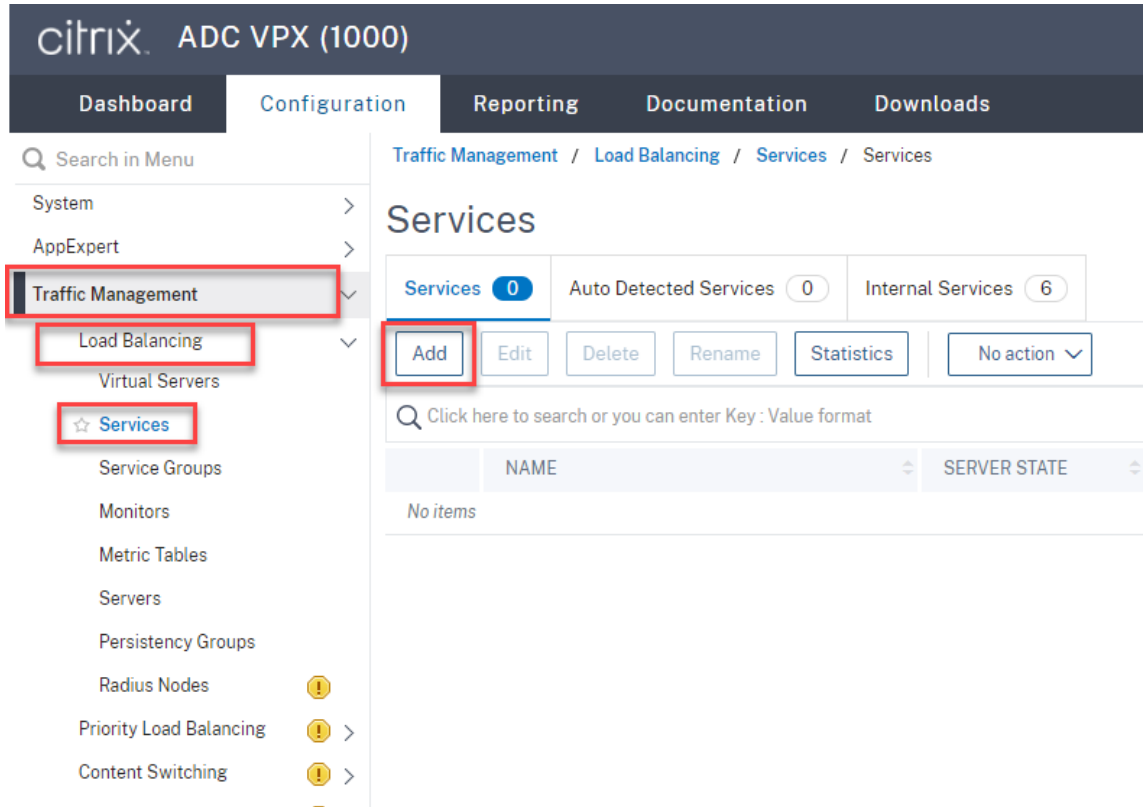 citrix. ADC VPX (1000)
Dashboard Configuration Reporting Documentation Downloads
Search in Menu
System
AppExpert
Traffic Management
Load Balancing
Virtual Servers
Services
Service Groups
Monitors
Metric Tables
Servers
Persistency Groups
Radius Nodes
Priority Load Balancing
Content Switching
Traffic Management / Load Balancing / Services / Services
Services
Services 0 Auto Detected Services 0 Internal Services 6
Add Edit Delete Rename Statistics No action
Click here to search or you can enter Key : Value format
NAME SERVER STATE
No items